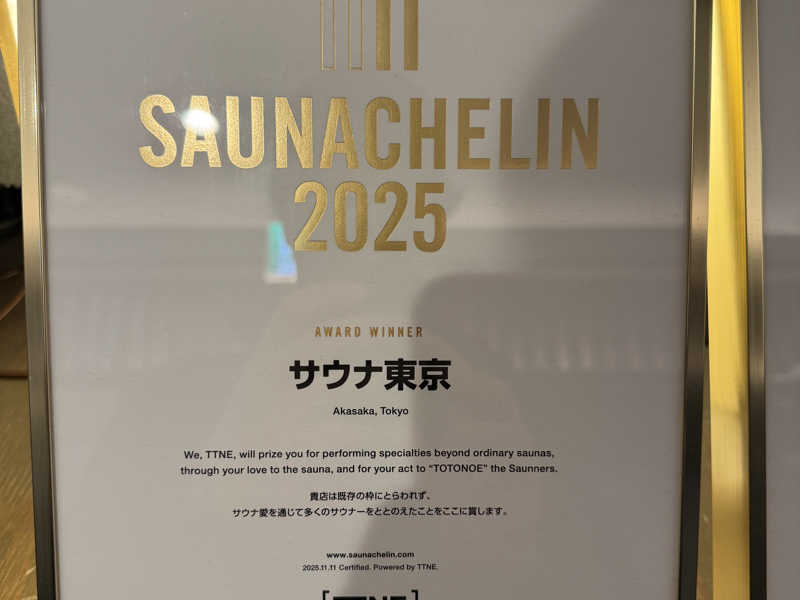 SAUNACHELIN
2025
AWARD WINNER
サウナ東京
Akasaka, Tokyo
We, TTNE, will prize you for performing specialties beyond ordinary saunas,
through your love to the sauna, and for your act to “TOTONOE” the Saunners.
貴店は既存の枠にとらわれず、
サウナ愛を通じて多くのサウナーをととのえたことをここに賞します。
www.saunachelin.com
2025.11.11 Certified. Powered by TTNE.